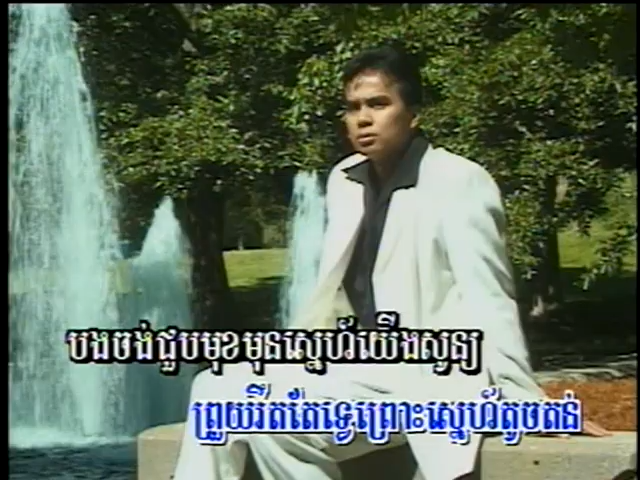 បងចង់ជួបមុខមុនស្នេហ៍យើងសូន្យ
ព្រួយរឹតតែទ្វេព្រោះស្នេហ៍តូចតន់